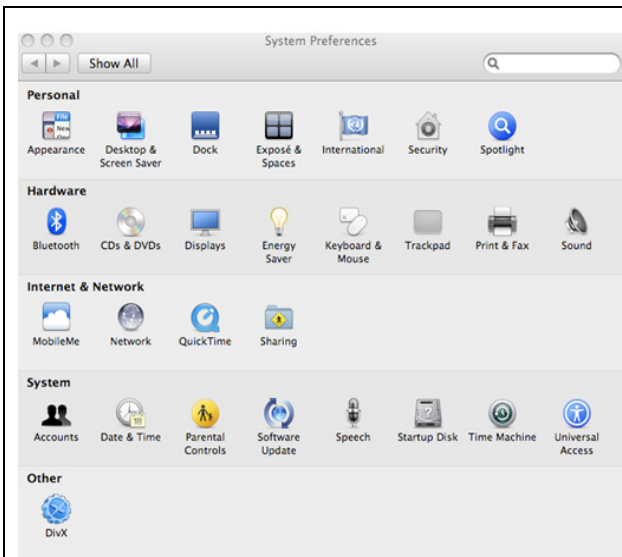 System Preferences
Show All
Personal
Appearance
Desktop &
Screen Saver
Dock
Exposé &
Spaces
International
Security
Spotlight
Hardware
Bluetooth
CDs & DVDs
Displays
Energy
Saver
Keyboard &
Mouse
Trackpad
Print & Fax
Sound
Internet & Network
MobileMe
Network
QuickTime
Sharing
System
Accounts
Date & Time
Parental
Controls
Software
Update
Speech
Startup Disk
Time Machine
Universal
Access
Other
DivX